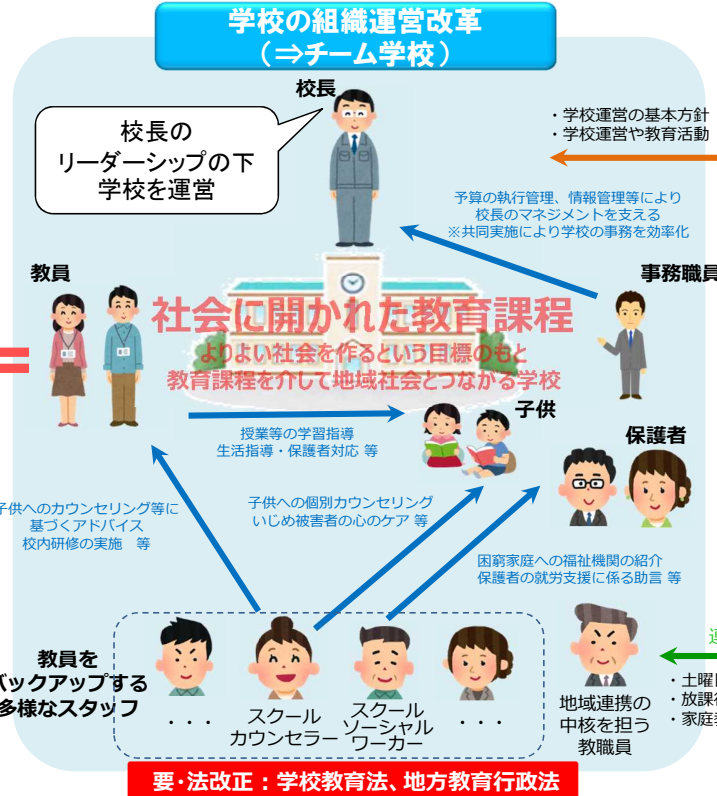 学校の組織運営改革
（⇒チーム学校）
校長
校長の
リーダーシップの下
学校を運営
・学校運営の基本方針
・学校運営や教育活動
予算の執行管理、情報管理等により
校長のマネジメントを支える
※共同実施により学校の事務を効率化
教員
事務職員
社会に開かれた教育課程
よりよい社会を作るという目標のもと
教育課程を介して地域社会とつながる学校
子供
授業等の学習指導
生活指導・保護者対応 等
保護者
子供へのカウンセリング等に
基づくアドバイス
校内研修の実施　等
子供への個別カウンセリング
いじめ被害者の心のケア 等
困窮家庭への福祉機関の紹介
保護者の就労支援に係る助言 等
教員を
バックアップする
多様なスタッフ
・・・
スクール
カウンセラー
スクール
ソーシャル
ワーカー
・・・
地域連携の
中核を担う
教職員
・土曜
・放課
・家庭
要・法改正：学校教育法、地方教育行政法